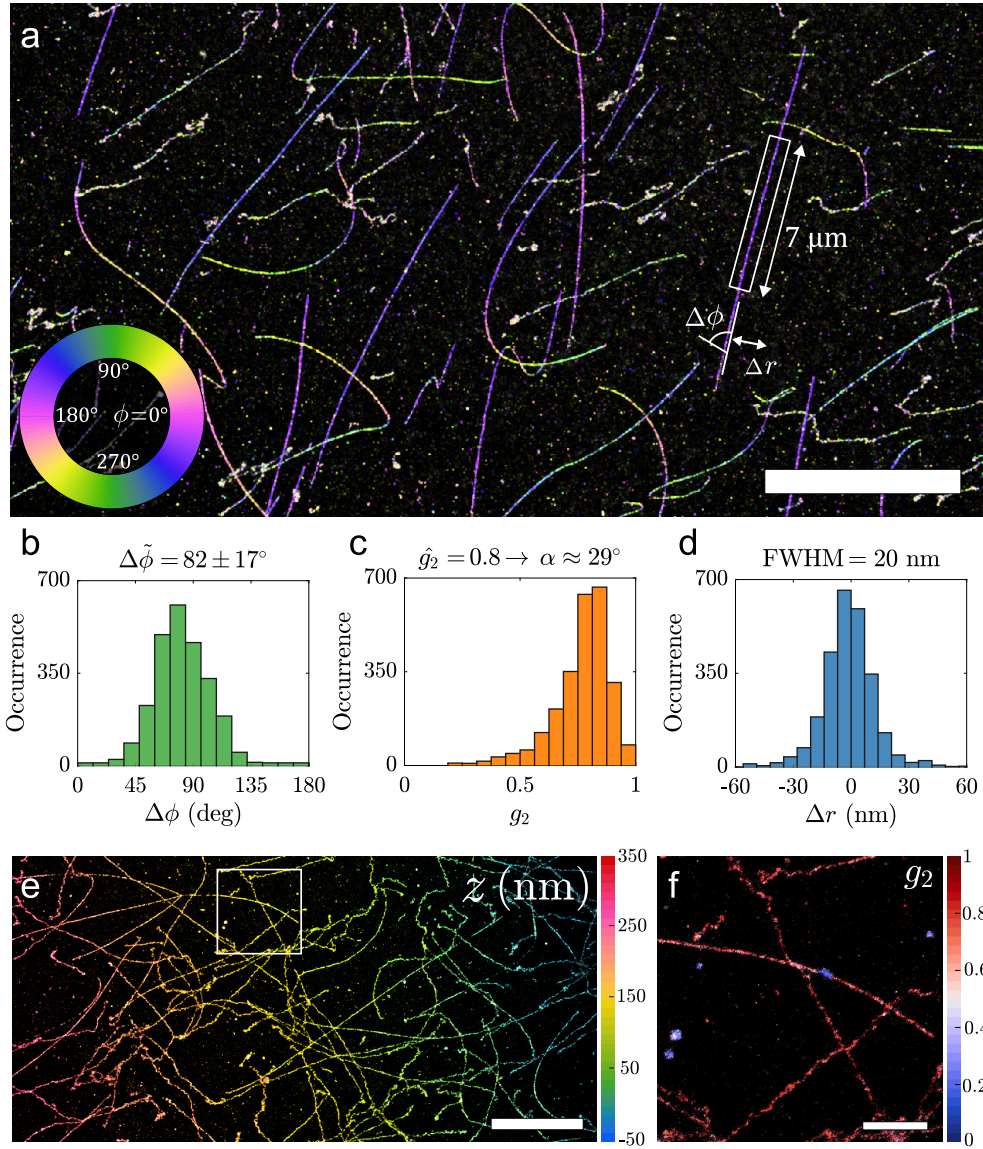 a
7 μm
Δϕ
Δr
90°
180° ϕ=0°
270°
b
Δϕ̃ = 82 ± 17°
700
350
0
Occurrence
0 45 90 135 180
Δϕ (deg)
c
ĝ₂ = 0.8 → α ≈ 29°
700
350
0
Occurrence
0 0.5 1
g₂
d
FWHM = 20 nm
700
350
0
Occurrence
-60 -30 0 30 60
Δr (nm)
e
z (nm)
350
250
150
50
-50
f
g₂
1
0.8
0.6
0.4
0.2
0